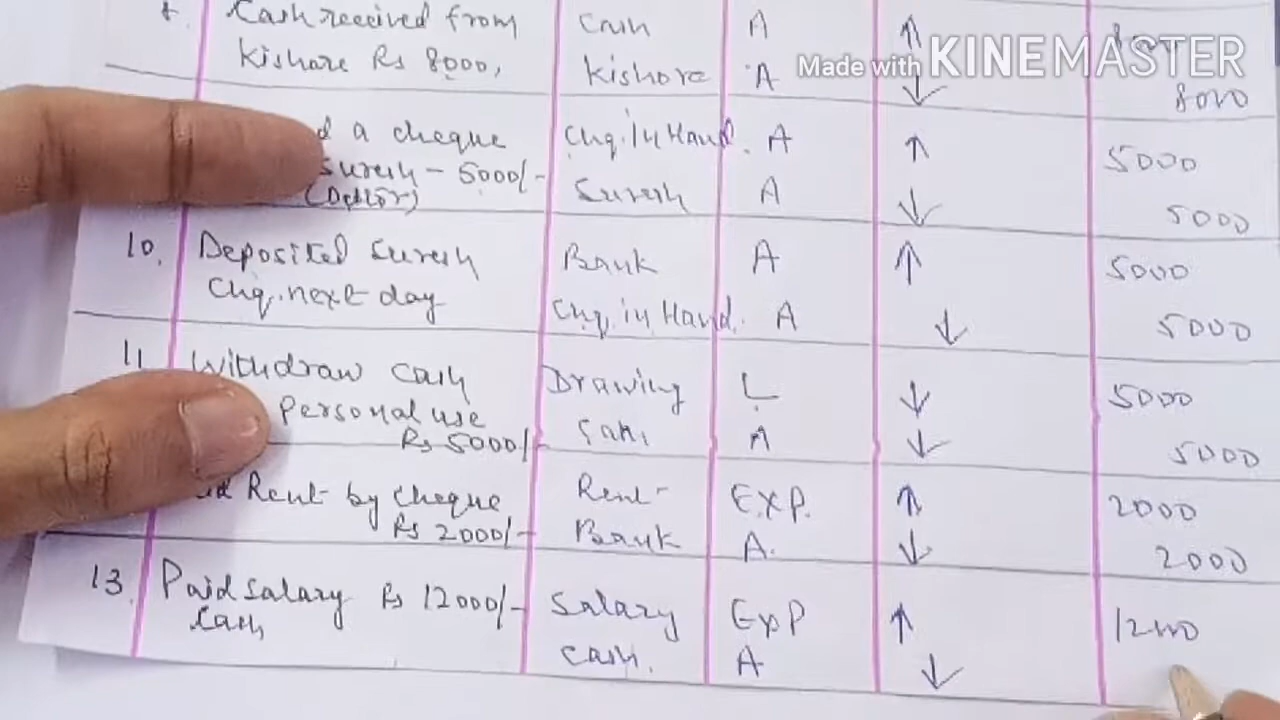 8. Cash received from Cash A ↑ 8000
Kishore Rs 8000, Kishore A ↓ 8000
a cheque Chq. in Hand. A ↑ 5000
Suresh - 5000/- Suresh A ↓ 5000
(Debtor)
10. Deposited Suresh Bank A ↑ 5000
Chq. next day Chq. in Hand. A ↓ 5000
11 Withdraw cash Drawing L ↓ 5000
Personal use Cash A ↓ 5000
Rs 5000/-
Rent by cheque Rent- EXP. ↑ 2000
Rs 2000/- Bank A. ↓ 2000
13. Paid salary Rs 12000/- Salary Exp ↑ 12000
Cash Cash. A ↓
Made with KINEMASTER